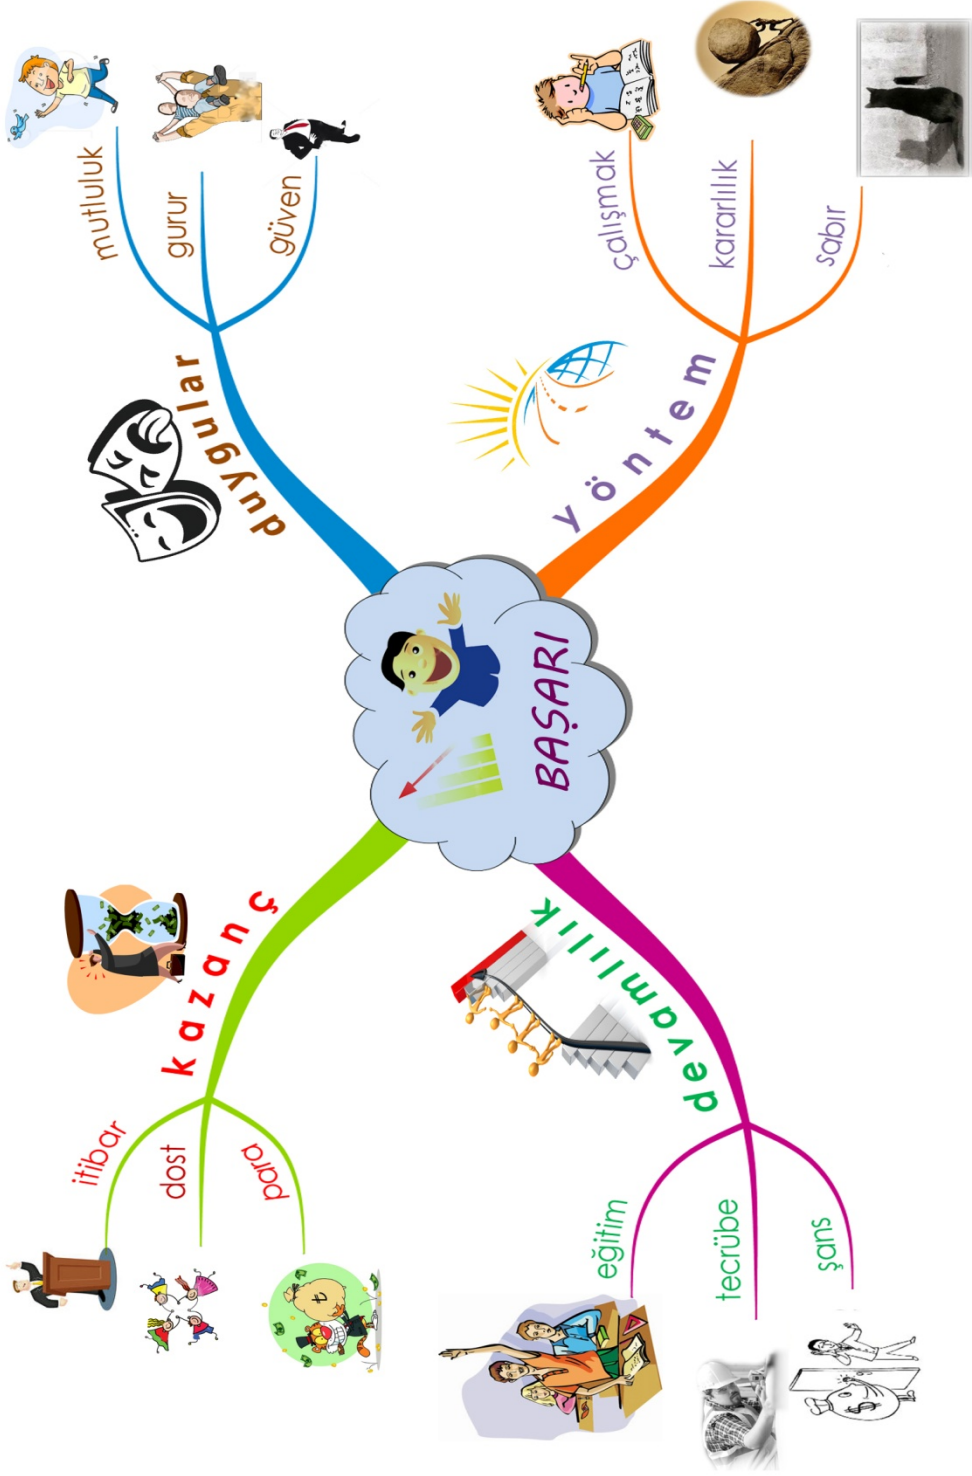 BAŞARI
duygular
mutluluk
gurur
güven
yöntem
çalışmak
kararlılık
sabır
devamlılık
şans
tecrübe
eğitim
kazanç
para
dost
itibar